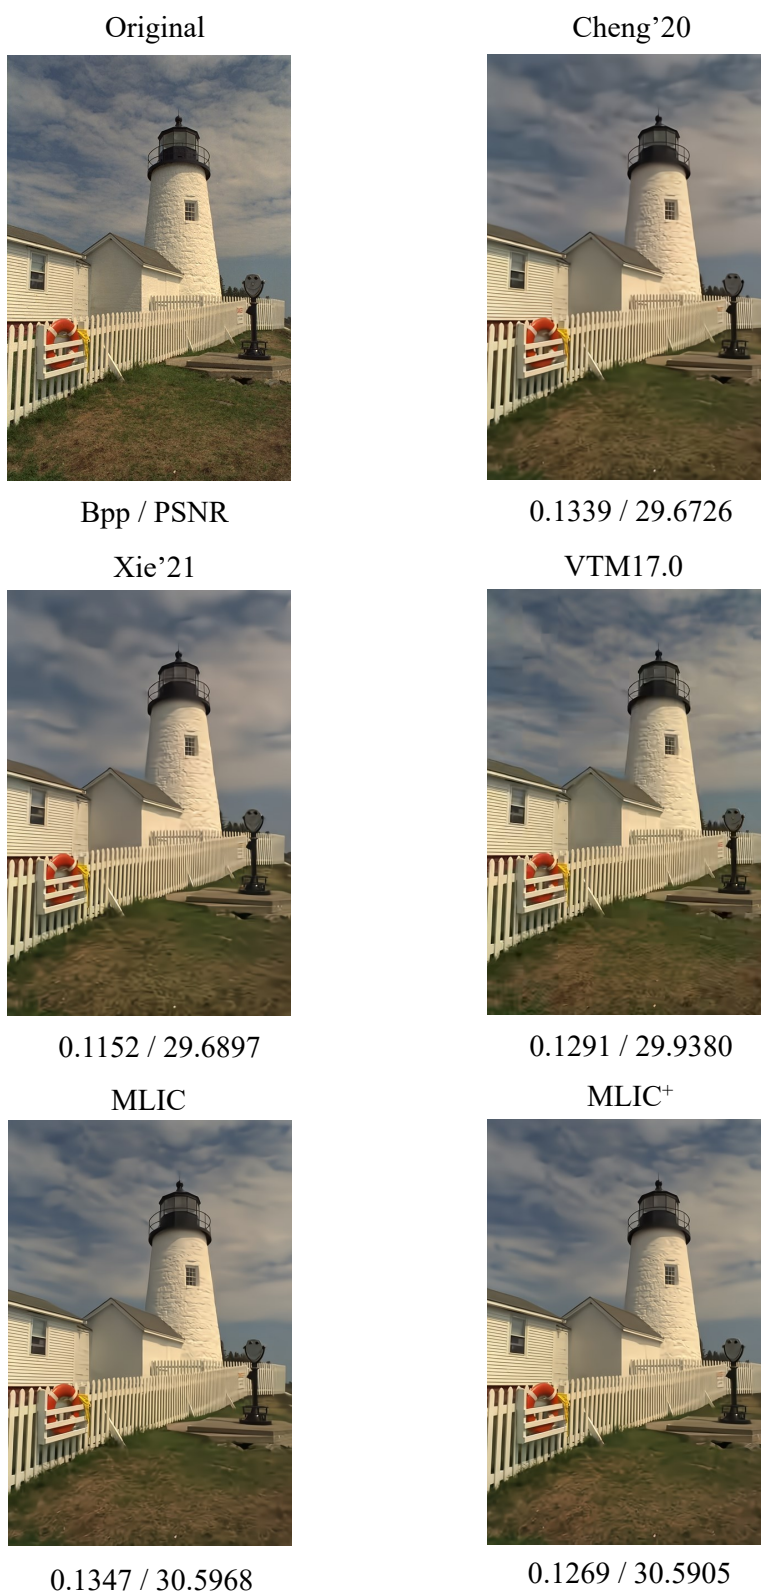 Original
Cheng’20
Bpp / PSNR
0.1339 / 29.6726
Xie’21
VTM17.0
0.1152 / 29.6897
0.1291 / 29.9380
MLIC
MLIC⁺
0.1347 / 30.5968
0.1269 / 30.5905